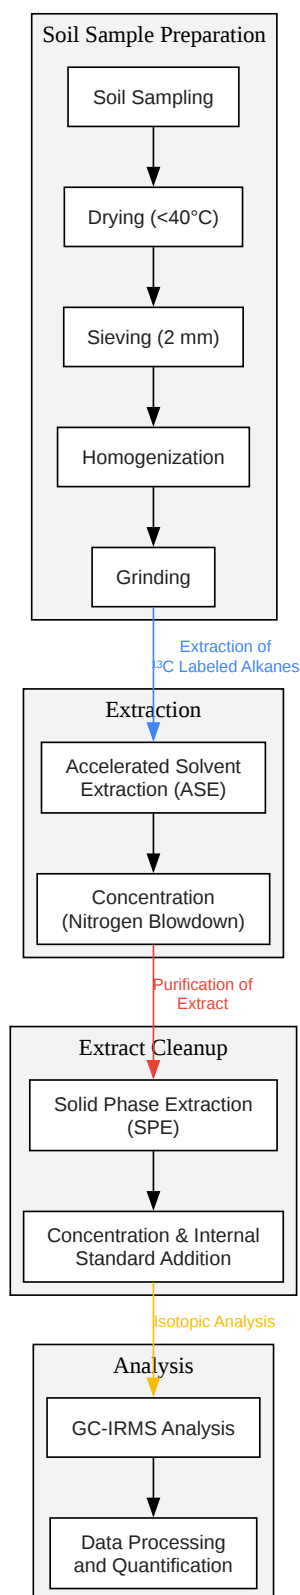 Soil Sample Preparation
Soil Sampling
Drying (<40°C)
Sieving (2 mm)
Homogenization
Grinding
Extraction of
¹³C Labeled Alkanes
Extraction
Accelerated Solvent
Extraction (ASE)
Concentration
(Nitrogen Blowdown)
Purification of
Extract
Extract Cleanup
Solid Phase Extraction
(SPE)
Concentration & Internal
Standard Addition
Isotopic Analysis
Analysis
GC-IRMS Analysis
Data Processing
and Quantification